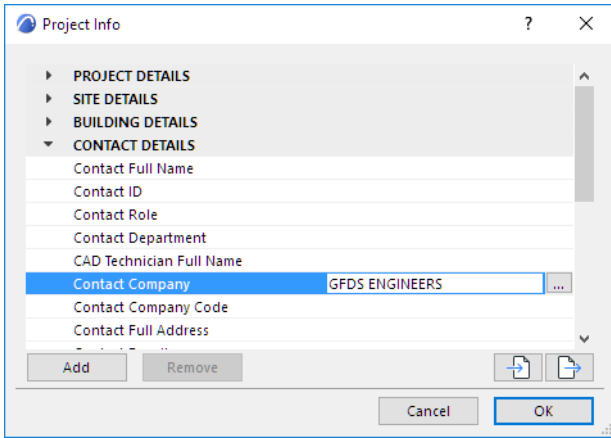 Project Info
?
PROJECT DETAILS
SITE DETAILS
BUILDING DETAILS
CONTACT DETAILS
Contact Full Name
Contact ID
Contact Role
Contact Department
CAD Technician Full Name
Contact Company GFDS ENGINEERS ...
Contact Company Code
Contact Full Address
Add Remove
Cancel OK